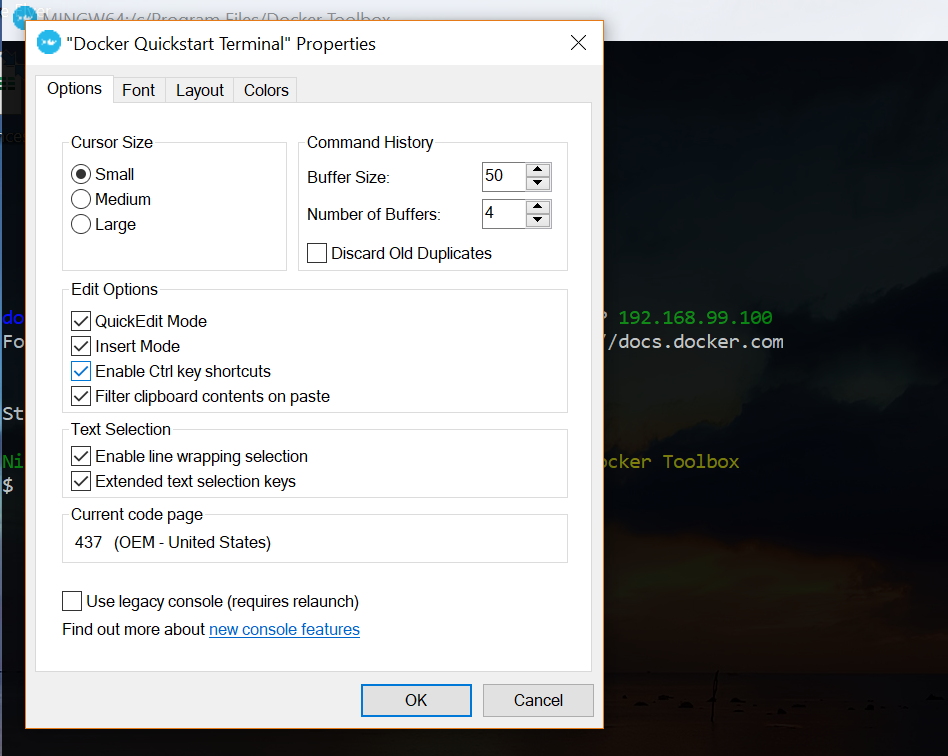 MINGW64:/c/Program Files/Docker Toolbox
"Docker Quickstart Terminal" Properties
Options Font Layout Colors
Cursor Size
Small
Medium
Large
Command History
Buffer Size: 50
Number of Buffers: 4
Discard Old Duplicates
Edit Options
QuickEdit Mode
Insert Mode
Enable Ctrl key shortcuts
Filter clipboard contents on paste
Text Selection
Enable line wrapping selection
Extended text selection keys
Current code page
437 (OEM - United States)
Use legacy console (requires relaunch)
Find out more about new console features
OK Cancel
do
P 192.168.99.100
Fo
//docs.docker.com
St
Ni
ocker Toolbox
$